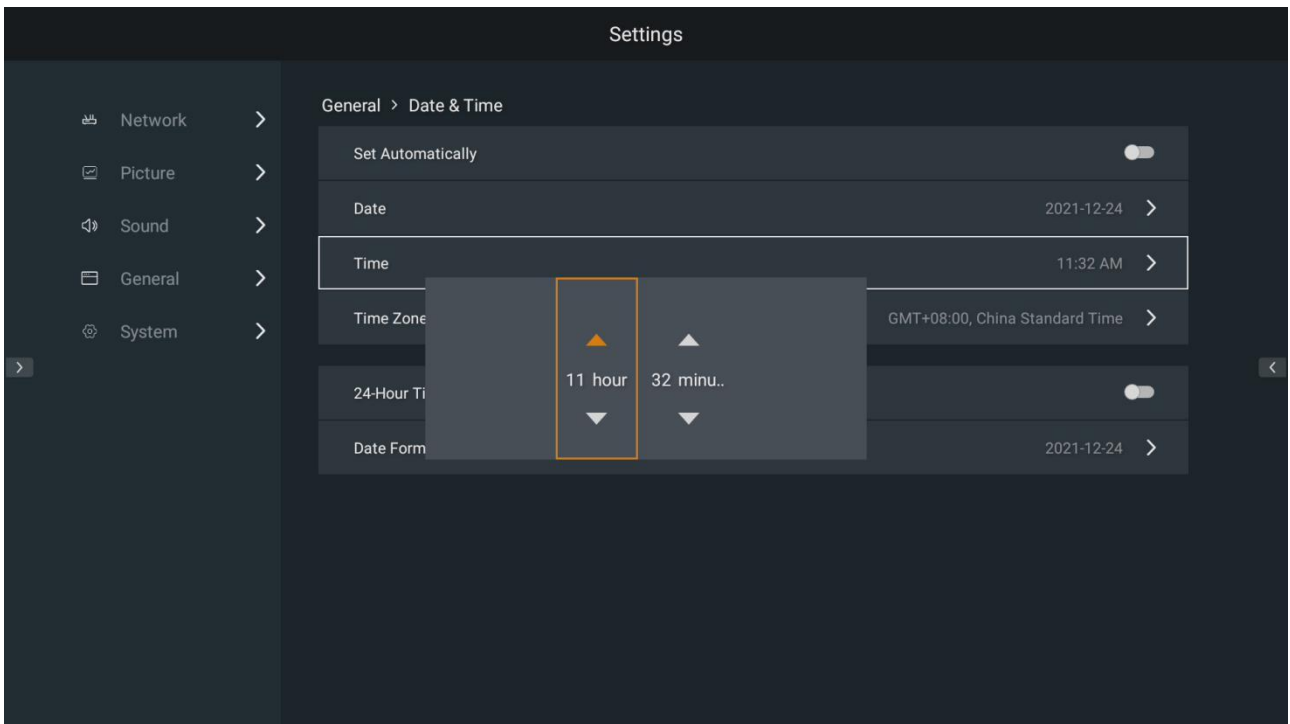 Settings
Network
Picture
Sound
General
System
General > Date & Time
Set Automatically
Date 2021-12-24
Time 11:32 AM
Time Zone GMT+08:00, China Standard Time
24-Hour Ti
Date Form 2021-12-24
11 hour 32 minu..